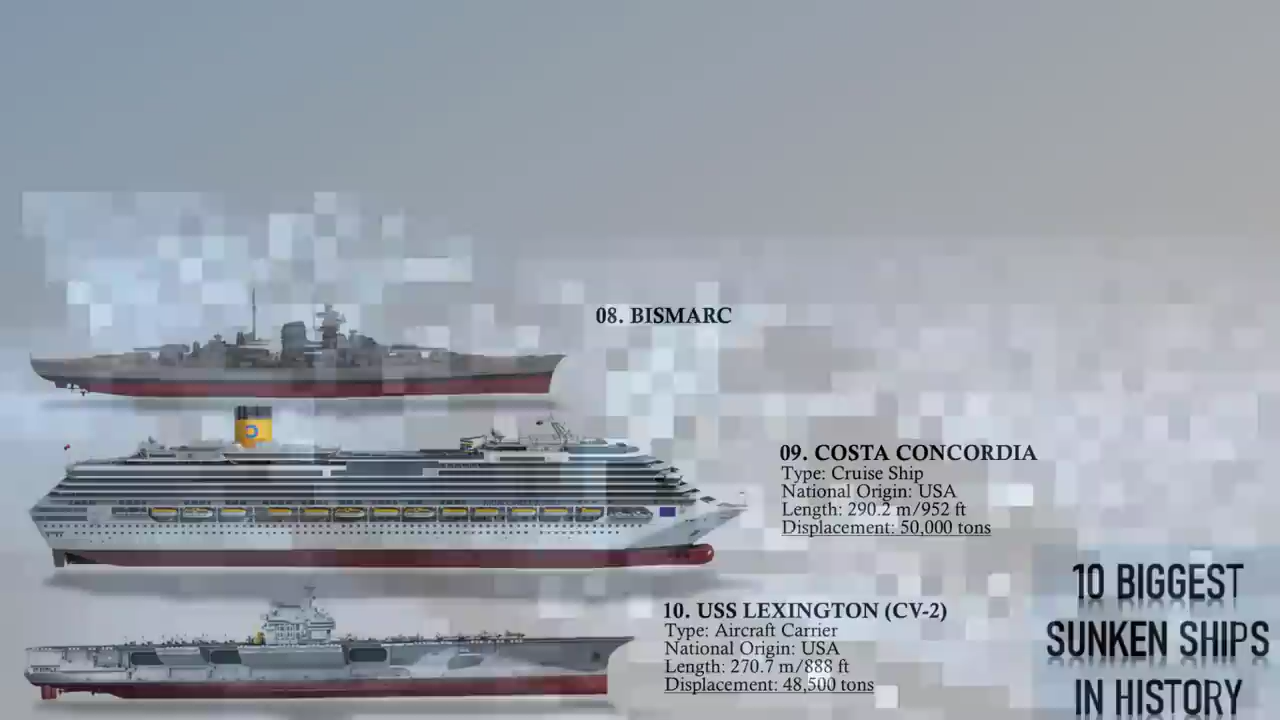 08. BISMARC
09. COSTA CONCORDIA
Type: Cruise Ship
National Origin: USA
Length: 290.2 m/952 ft
Displacement: 50,000 tons
10. USS LEXINGTON (CV-2)
Type: Aircraft Carrier
National Origin: USA
Length: 270.7 m/888 ft
Displacement: 48,500 tons
10 BIGGEST
SUNKEN SHIPS
IN HISTORY